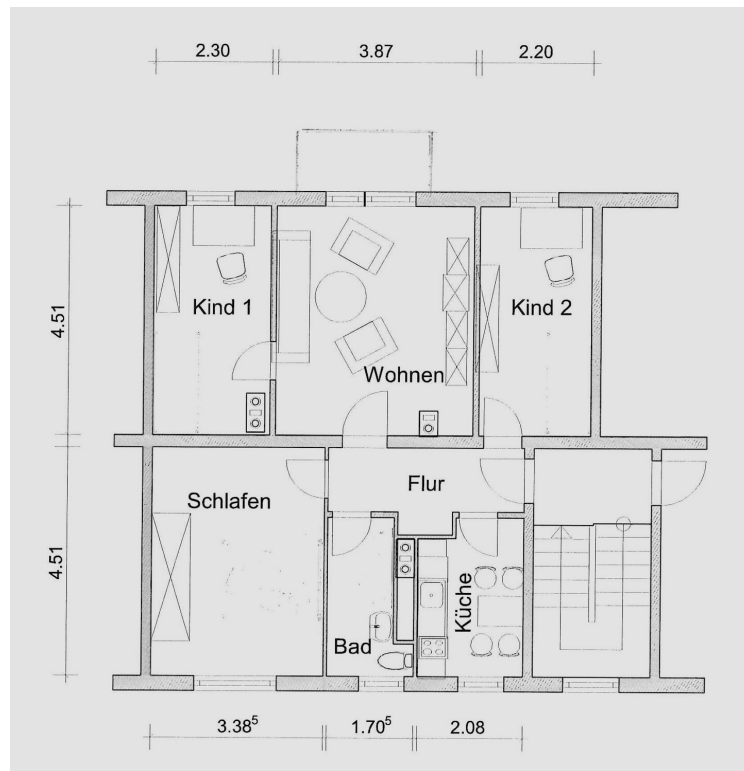 2.30 3.87 2.20
4.51
Kind 1
Kind 2
Wohnen
Flur
Schlafen
4.51
Küche
Bad
3.38⁵ 1.70⁵ 2.08